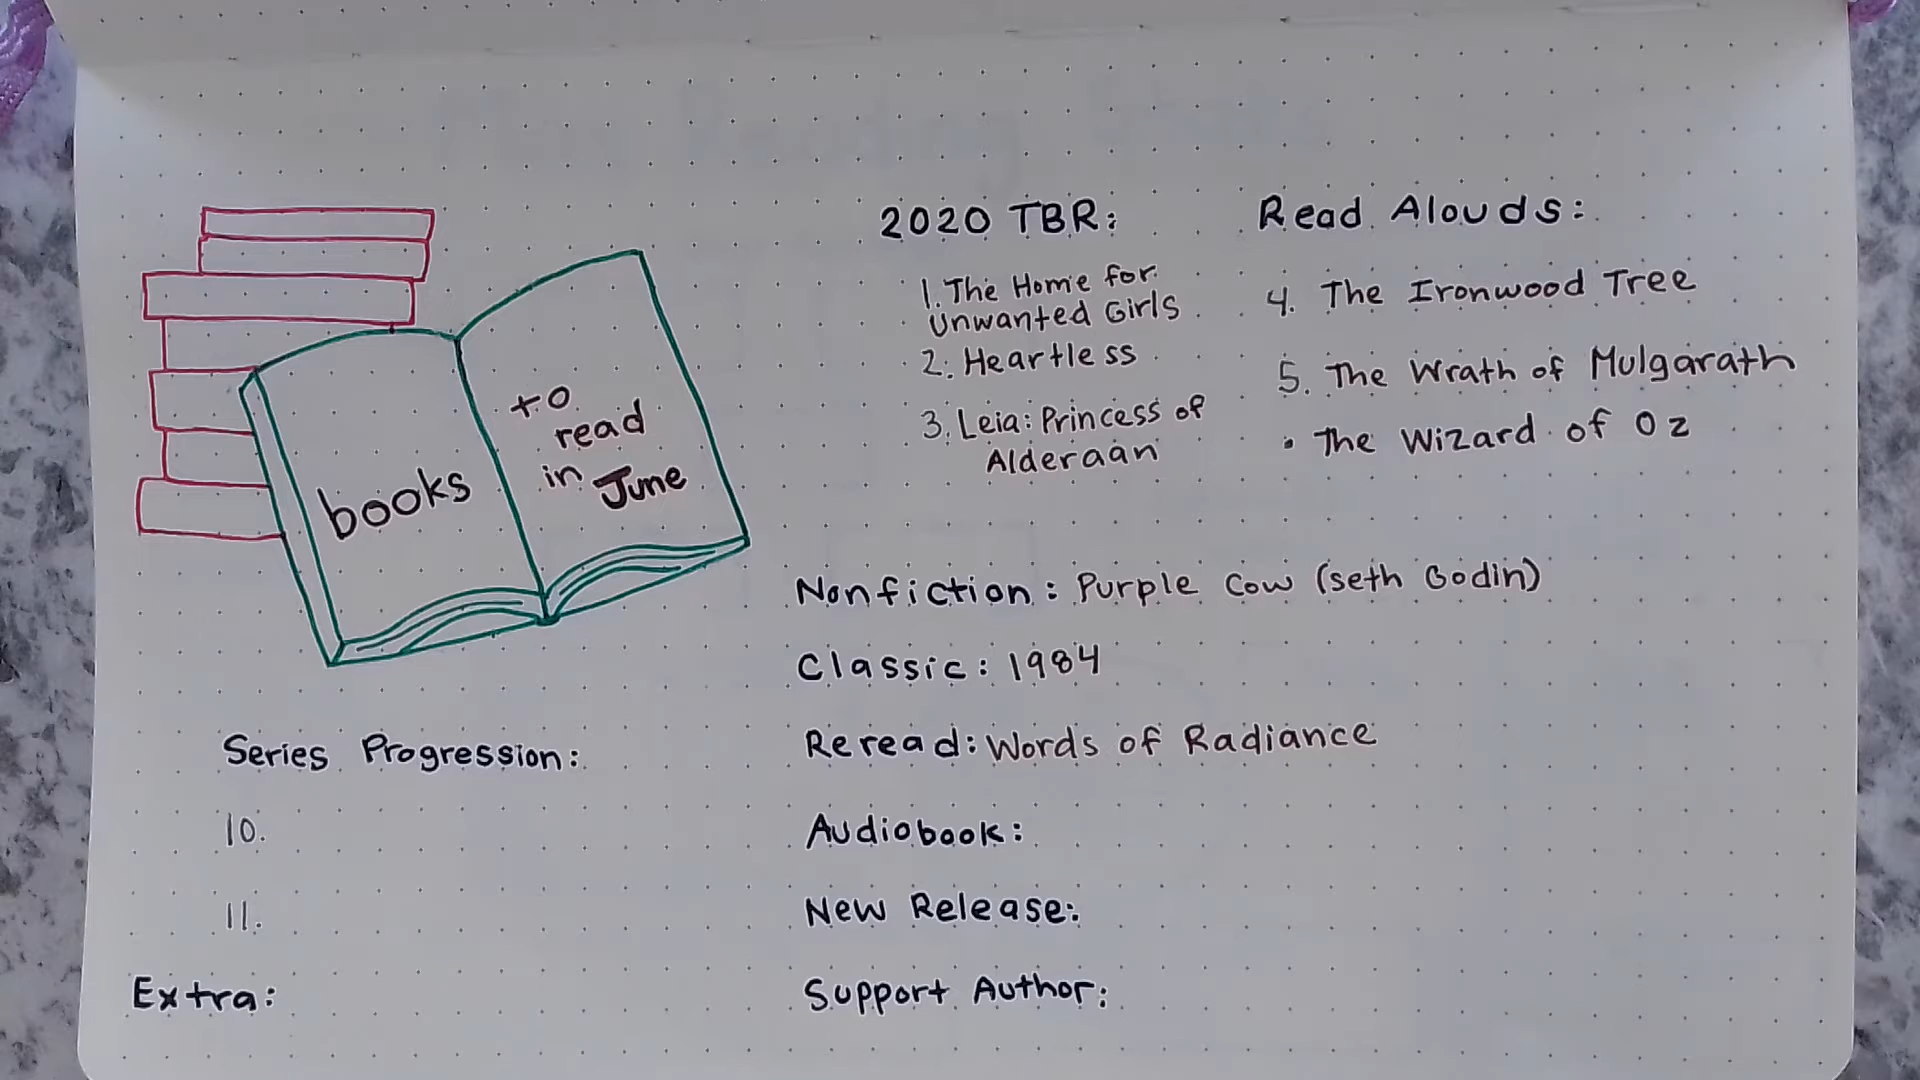 books
to
read
in June
2020 TBR:
1. The Home for
Unwanted Girls
2. Heartless
3. Leia: Princess of
Alderaan
Read Alouds:
4. The Ironwood Tree
5. The Wrath of Mulgarath
• The Wizard of Oz
Nonfiction: Purple Cow (Seth Godin)
Classic: 1984
Reread: Words of Radiance
Audiobook:
New Release:
Support Author:
Series Progression:
10.
11.
Extra: